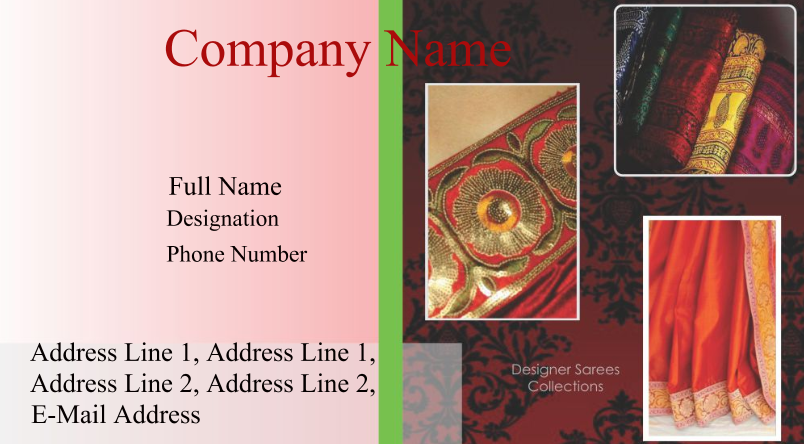 Company Name
Full Name
Designation
Phone Number
Address Line 1, Address Line 1,
Address Line 2, Address Line 2,
E-Mail Address
Designer Sarees
Collections